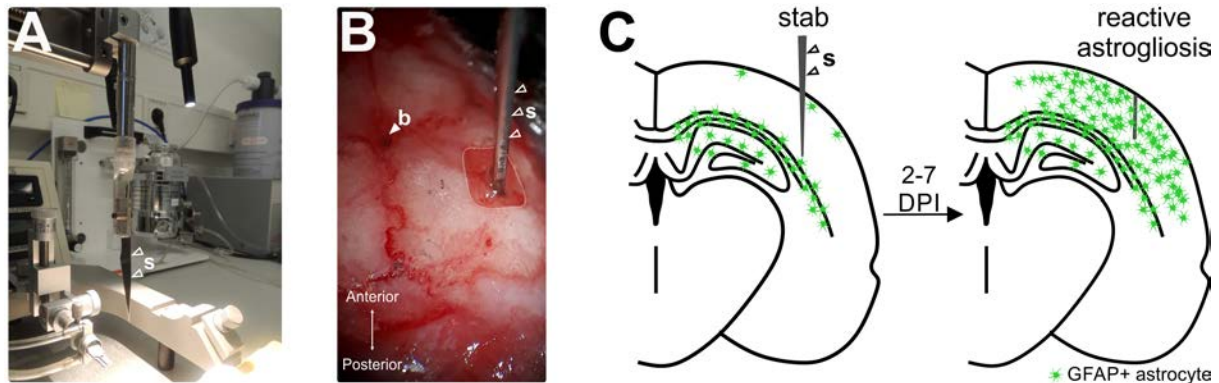 A
s
B
b
s
Anterior
Posterior
C
stab
s
2-7
DPI
reactive
astrogliosis
GFAP+ astrocyte